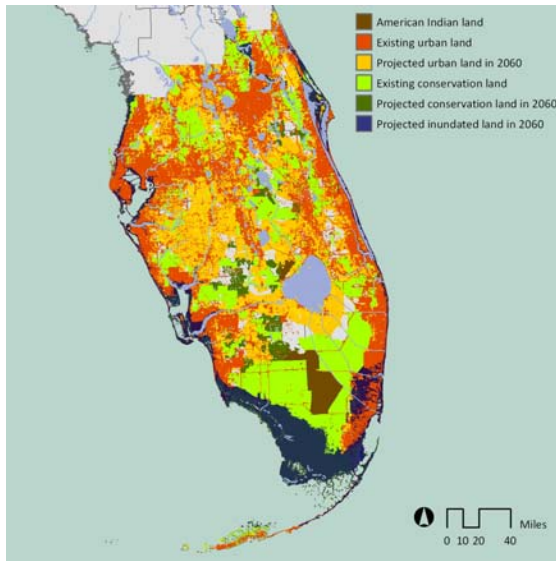 American Indian land
Existing urban land
Projected urban land in 2060
Existing conservation land
Projected conservation land in 2060
Projected inundated land in 2060
Miles
0 10 20 40